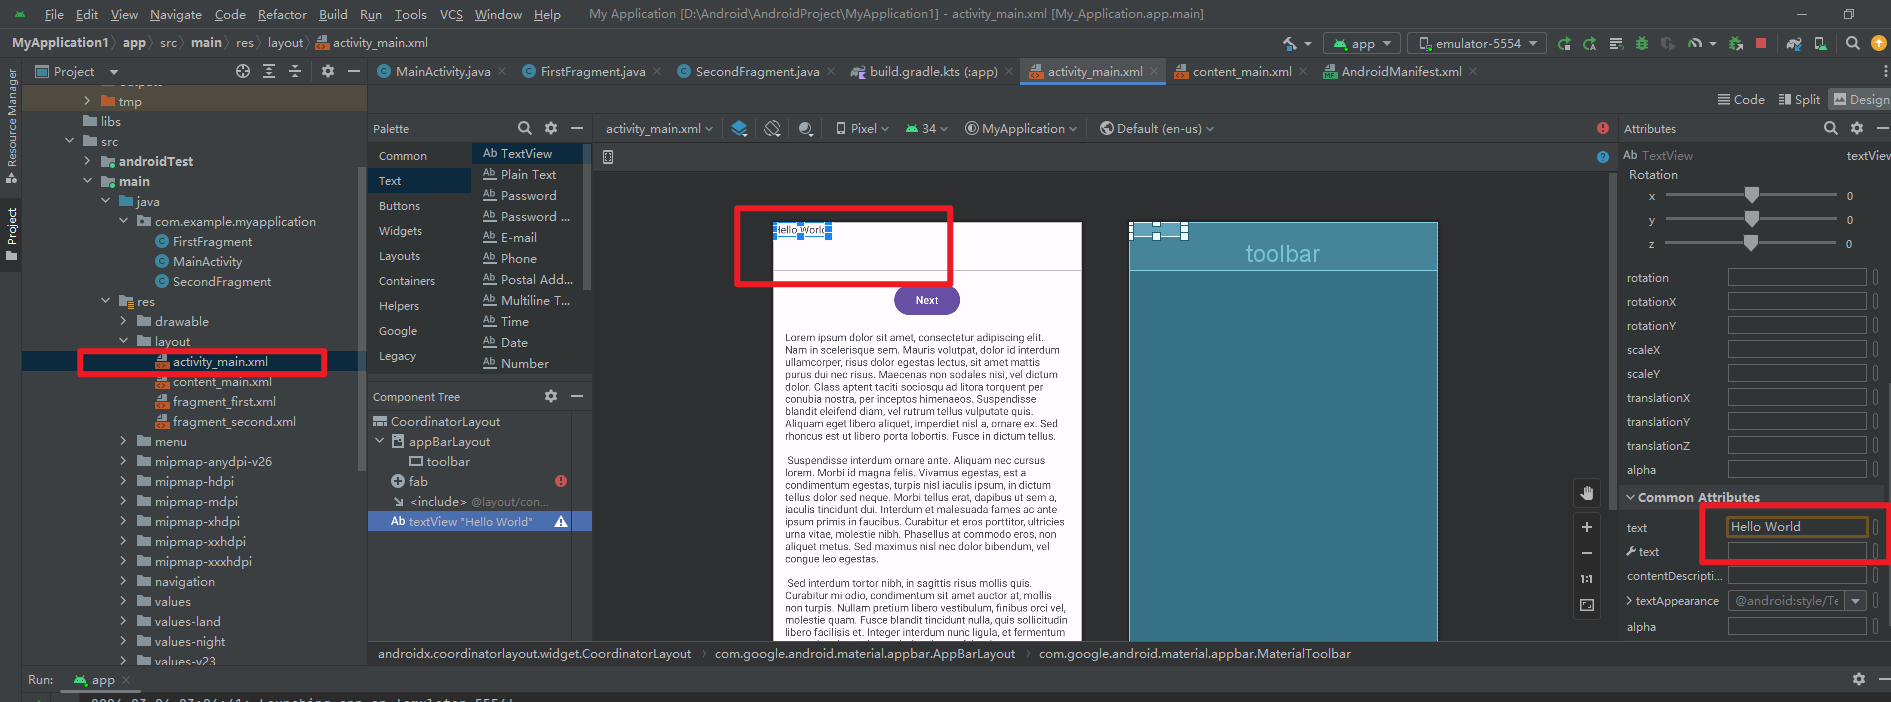 File Edit View Navigate Code Refactor Build Run Tools VCS Window Help My Application [D:\Android\AndroidProject\MyApplication1] - activity_main.xml [My_Application.app.main]
MyApplication1 app src main res layout activity_main.xml app emulator-5554
Resource Manager
Project
Project
MainActivity.java FirstFragment.java SecondFragment.java build.gradle.kts (:app) activity_main.xml content_main.xml AndroidManifest.xml
Code Split Design
tmp
libs
src
androidTest
main
java
com.example.myapplication
FirstFragment
MainActivity
SecondFragment
res
drawable
layout
activity_main.xml
content_main.xml
fragment_first.xml
fragment_second.xml
menu
mipmap-anydpi-v26
mipmap-hdpi
mipmap-mdpi
mipmap-xhdpi
mipmap-xxhdpi
mipmap-xxxhdpi
navigation
values
values-land
values-night
values-v23
Palette
Common
Text
Buttons
Widgets
Layouts
Containers
Helpers
Google
Legacy
Ab TextView
Ab Plain Text
Ab Password
Ab Password ...
Ab E-mail
Ab Phone
Ab Postal Add...
Ab Multiline T...
Ab Time
Ab Date
Ab Number
Component Tree
CoordinatorLayout
appBarLayout
toolbar
fab
<include> @layout/con...
Ab textView "Hello World"
activity_main.xml Pixel 34 MyApplication Default (en-us)
Hello World
Next
Lorem ipsum dolor sit amet, consectetur adipiscing elit.
Nam in scelerisque sem. Mauris volutpat, dolor id interdum
ullamcorper, risus dolor egestas lectus, sit amet mattis
purus dui nec risus. Maecenas non sodales nisi, vel dictum
dolor. Class aptent taciti sociosqu ad litora torquent per
conubia nostra, per inceptos himenaeos. Suspendisse
blandit eleifend diam, vel rutrum tellus vulputate quis.
Aliquam eget libero aliquet, imperdiet nisl a, ornare ex. Sed
rhoncus est ut libero porta lobortis. Fusce in dictum tellus.
Suspendisse interdum ornare ante. Aliquam nec cursus
lorem. Morbi id magna felis. Vivamus egestas, est a
condimentum egestas, turpis nisl iaculis ipsum, in dictum
tellus dolor sed neque. Morbi tellus erat, dapibus ut sem a,
iaculis tincidunt dui. Interdum et malesuada fames ac ante
ipsum primis in faucibus. Curabitur et eros porttitor, ultricies
urna vitae, molestie nibh. Phasellus at commodo eros, non
aliquet metus. Sed maximus nisl nec dolor bibendum, vel
congue leo egestas.
Sed interdum tortor nibh, in sagittis risus mollis quis.
Curabitur mi odio, condimentum sit amet auctor at, mollis
non turpis. Nullam pretium libero vestibulum, finibus orci vel,
molestie quam. Fusce blandit tincidunt nulla, quis sollicitudin
libero facilisis et. Integer interdum nunc ligula, et fermentum
toolbar
1:1
Attributes
Ab TextView textView
Rotation
x 0
y 0
z 0
rotation
rotationX
rotationY
scaleX
scaleY
translationX
translationY
translationZ
alpha
Common Attributes
text Hello World
text
contentDescripti...
textAppearance @android:style/Te
alpha
androidx.coordinatorlayout.widget.CoordinatorLayout com.google.android.material.appbar.AppBarLayout com.google.android.material.appbar.MaterialToolbar
Run: app